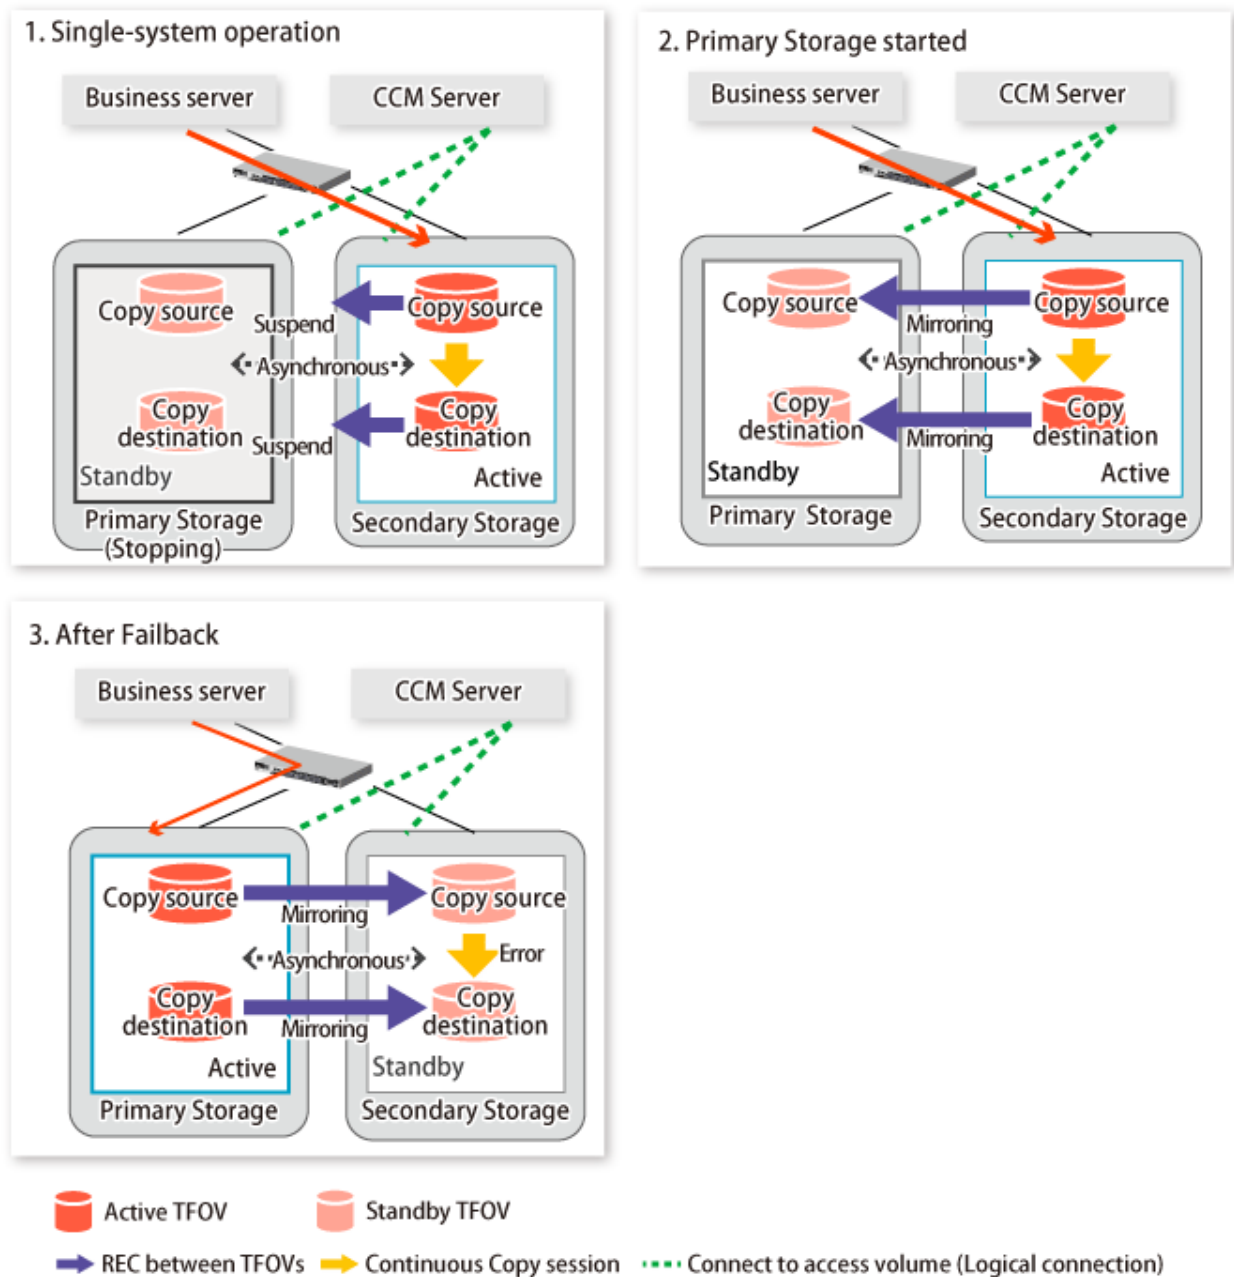 1. Single-system operation
Business server
CCM Server
Copy source
Copy source
Suspend
Asynchronous
Copy
destination
Copy
destination
Suspend
Standby
Active
Primary Storage
(Stopping)
Secondary Storage
2. Primary Storage started
Business server
CCM Server
Copy source
Copy source
Mirroring
Asynchronous
Copy
destination
Copy
destination
Mirroring
Standby
Active
Primary Storage
Secondary Storage
3. After Failback
Business server
CCM Server
Copy source
Copy source
Mirroring
Asynchronous
Error
Copy
destination
Copy
destination
Mirroring
Active
Standby
Primary Storage
Secondary Storage
Active TFOV
Standby TFOV
REC between TFOVs
Continuous Copy session
Connect to access volume (Logical connection)